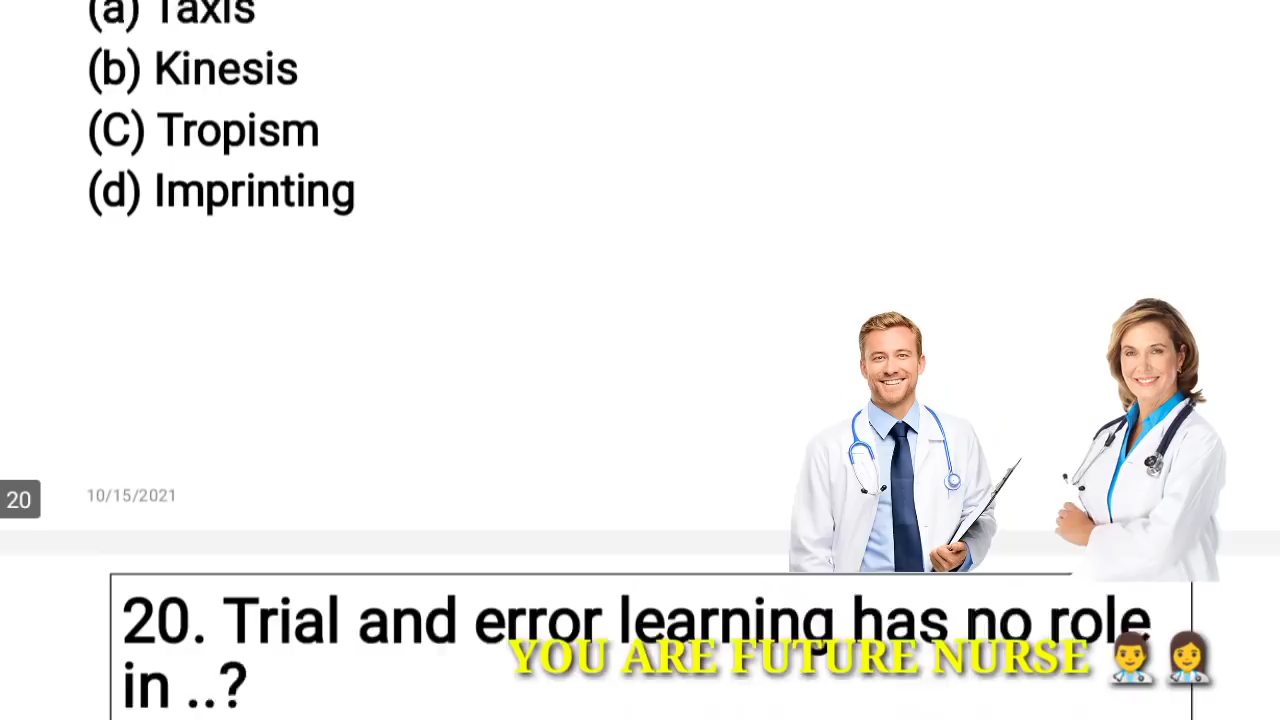 (a) Taxis
(b) Kinesis
(C) Tropism
(d) Imprinting
20
10/15/2021
20. Trial and error learning has no role
in ..?
YOU ARE FUTURE NURSE 👨‍⚕️👩‍⚕️